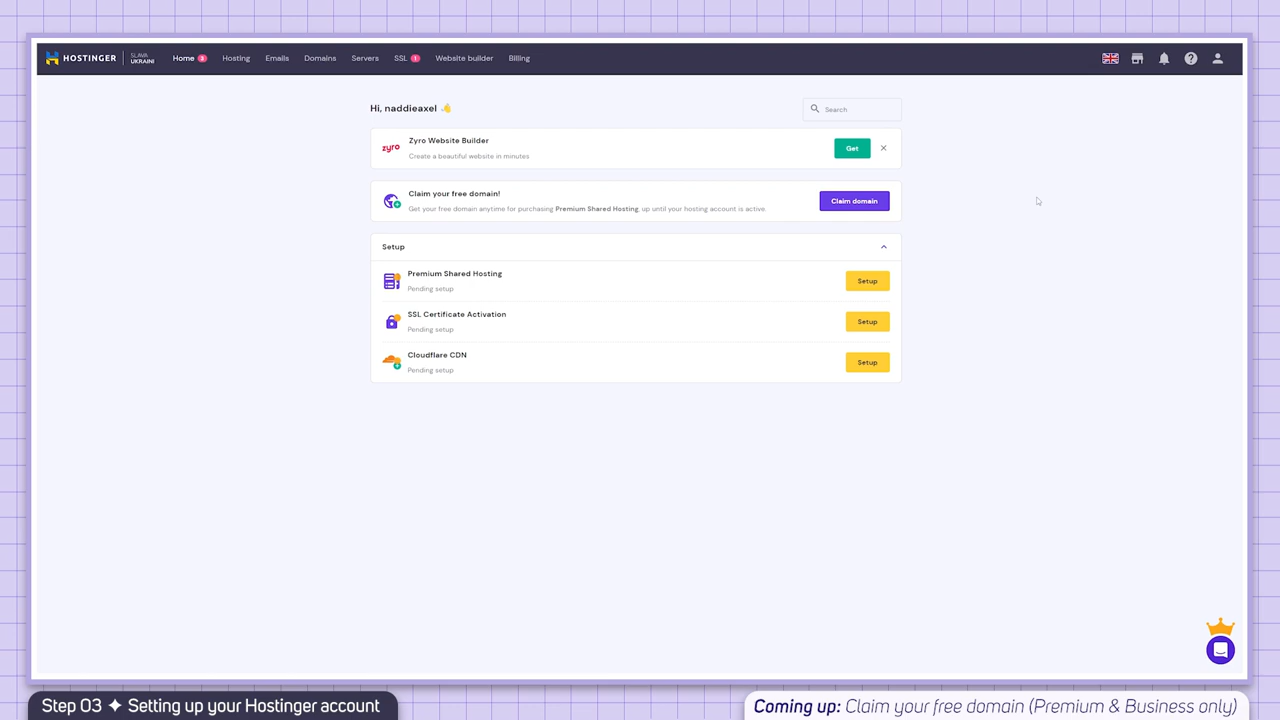 HOSTINGER
SLAVA
UKRAINI
Home 3 Hosting Emails Domains Servers SSL 1 Website builder Billing
Hi, naddieaxel
Search
zyro
Zyro Website Builder
Create a beautiful website in minutes
Get
Claim your free domain!
Get your free domain anytime for purchasing Premium Shared Hosting, up until your hosting account is active.
Claim domain
Setup
Premium Shared Hosting
Pending setup
Setup
SSL Certificate Activation
Pending setup
Setup
Cloudflare CDN
Pending setup
Setup
Step 03 ✦ Setting up your Hostinger account
Coming up: Claim your free domain (Premium & Business only)